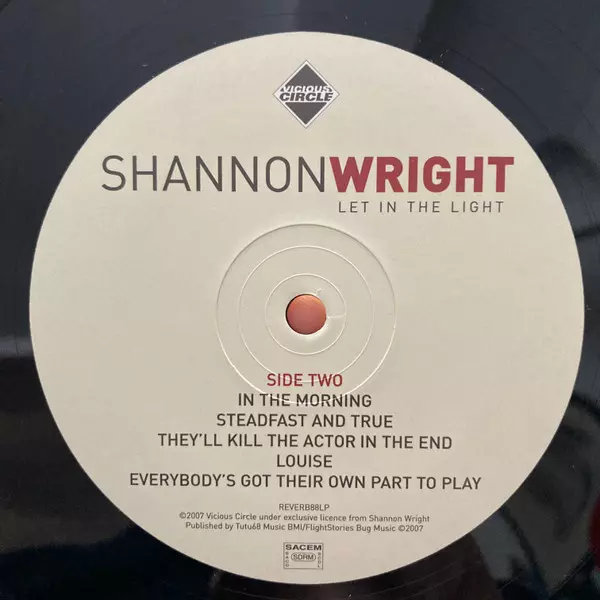 VICIOUS
CIRCLE
SHANNONWRIGHT
LET IN THE LIGHT
SIDE TWO
IN THE MORNING
STEADFAST AND TRUE
THEY'LL KILL THE ACTOR IN THE END
LOUISE
EVERYBODY'S GOT THEIR OWN PART TO PLAY
REVERB88LP
©2007 Vicious Circle under exclusive licence from Shannon Wright
Published by Tutu68 Music BMI/FlightStories Bug Music ©2007
SACEM
SDRM